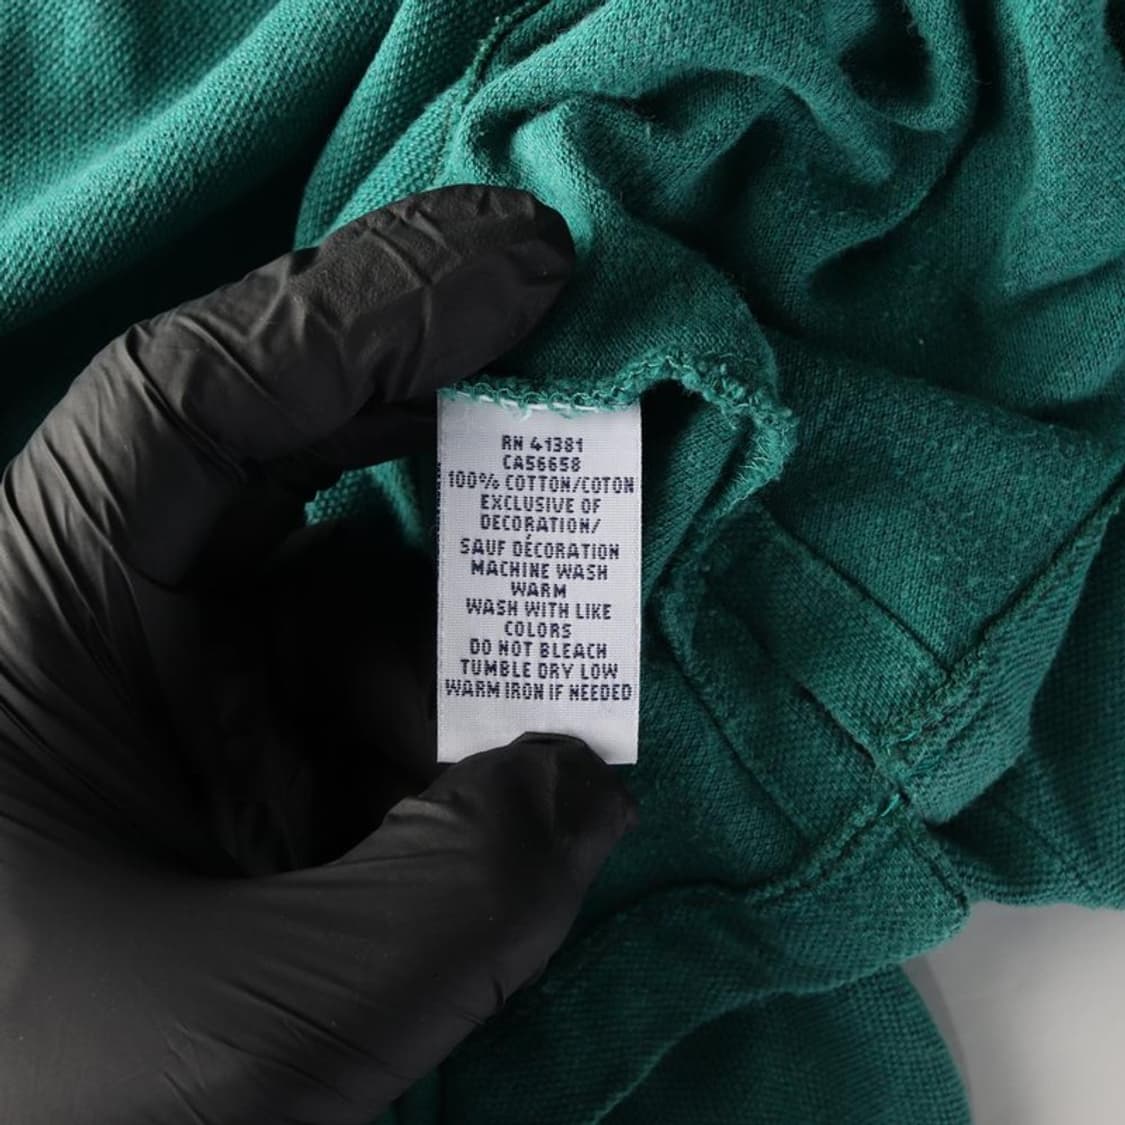 RN 41381
CA56658
100% COTTON/COTON
EXCLUSIVE OF
DECORATION/
SAUF DÉCORATION
MACHINE WASH
WARM
WASH WITH LIKE
COLORS
DO NOT BLEACH
TUMBLE DRY LOW
WARM IRON IF NEEDED